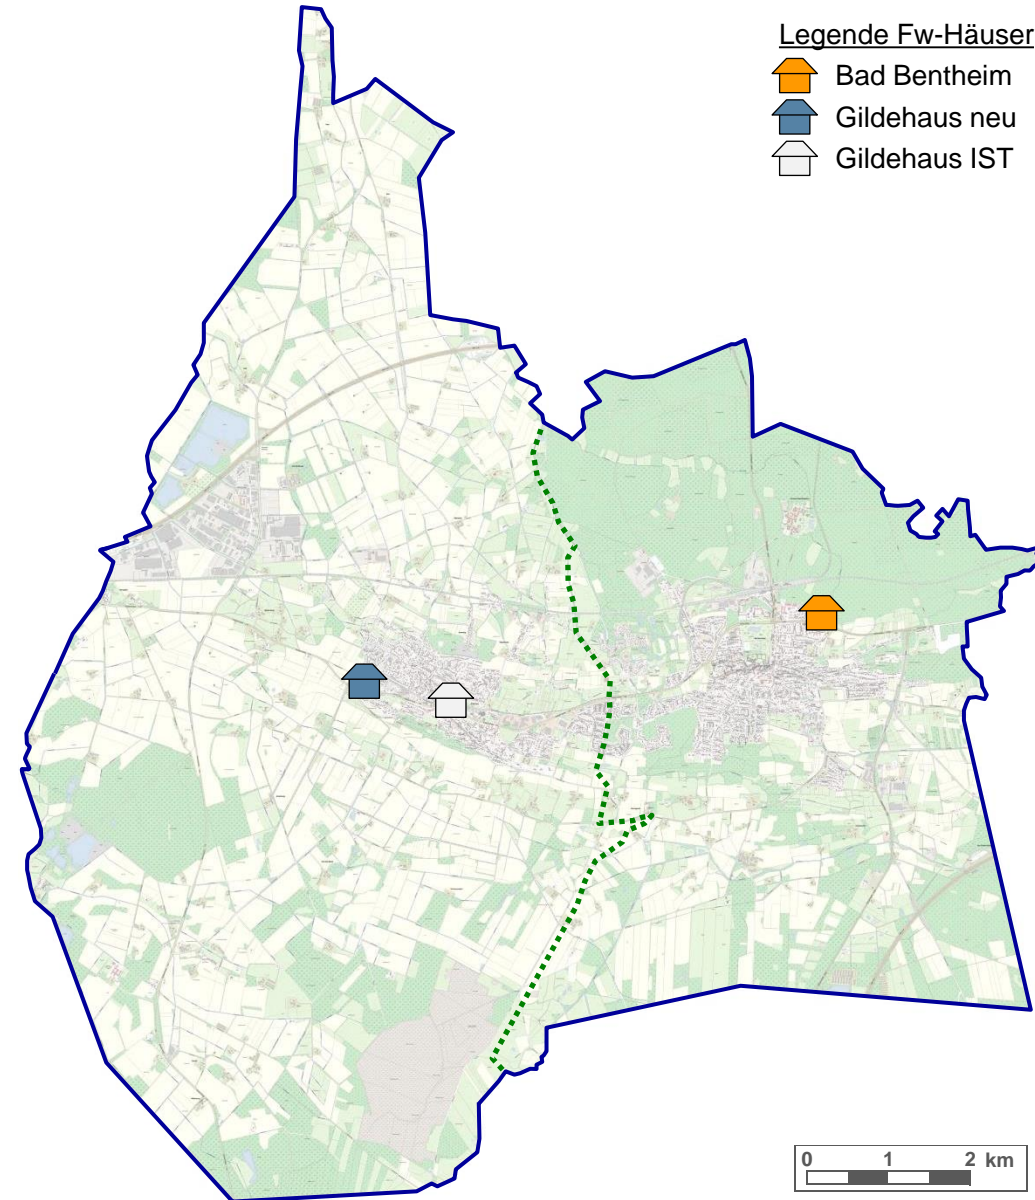 Legende Fw-Häuser
Bad Bentheim
Gildehaus neu
Gildehaus IST
0 1 2 km